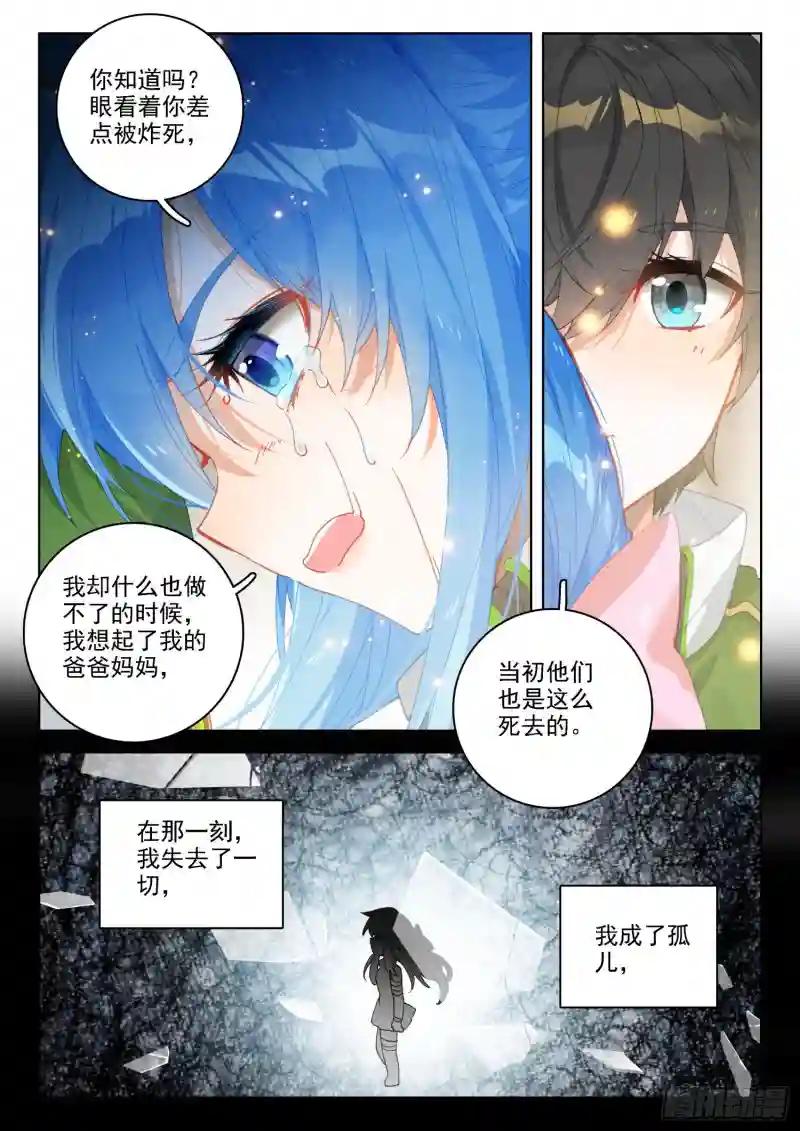 你知道吗？
眼看着你差
点被炸死，
我却什么也做
不了的时候，
我想起了我的
爸爸妈妈，
当初他们
也是这么
死去的。
在那一刻，
我失去了一
切，
我成了孤
儿，